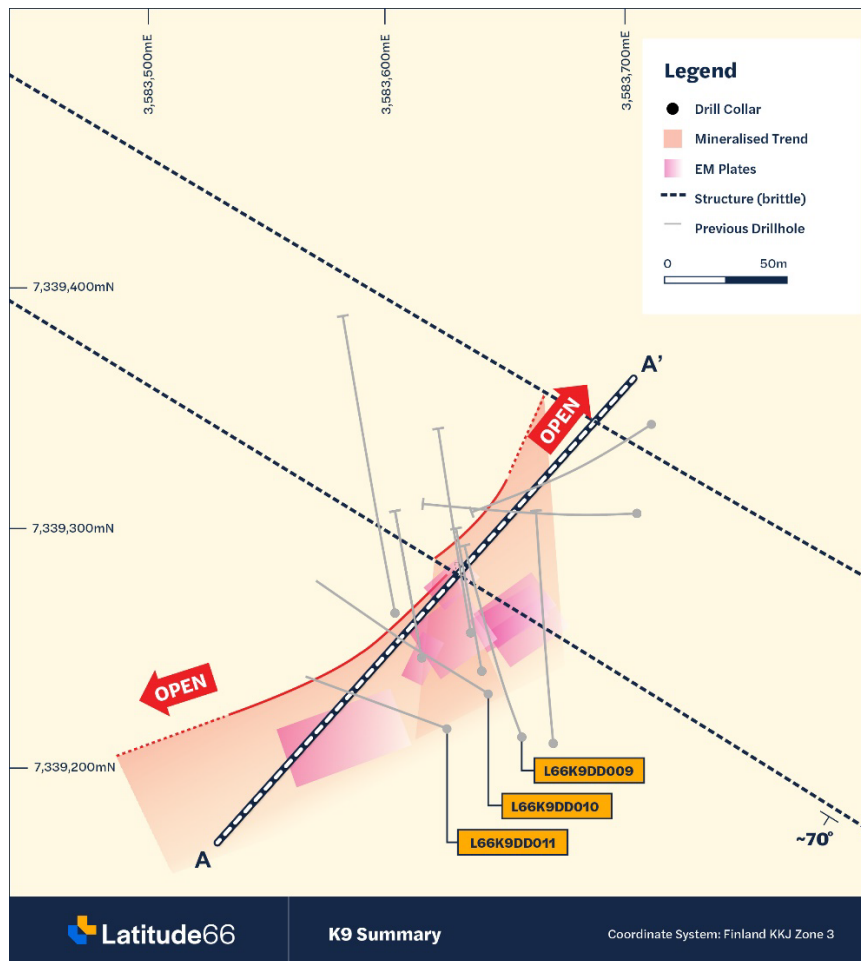 3,583,500mE
3,583,600mE
3,583,700mE
Legend
Drill Collar
Mineralised Trend
EM Plates
Structure (brittle)
Previous Drillhole
0 50m
7,339,400mN
A'
OPEN
7,339,300mN
OPEN
7,339,200mN
L66K9DD009
L66K9DD010
L66K9DD011
A
~70°
Latitude66
K9 Summary
Coordinate System: Finland KKJ Zone 3